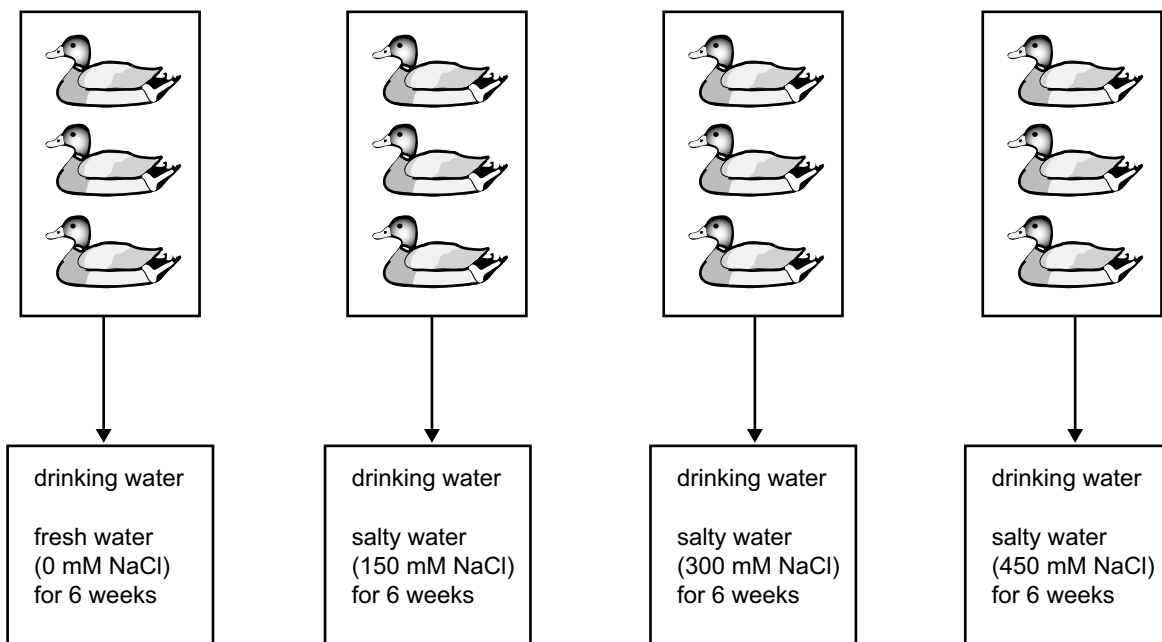 drinking water
fresh water
(0 mM NaCl)
for 6 weeks
drinking water
salty water
(150 mM NaCl)
for 6 weeks
drinking water
salty water
(300 mM NaCl)
for 6 weeks
drinking water
salty water
(450 mM NaCl)
for 6 weeks